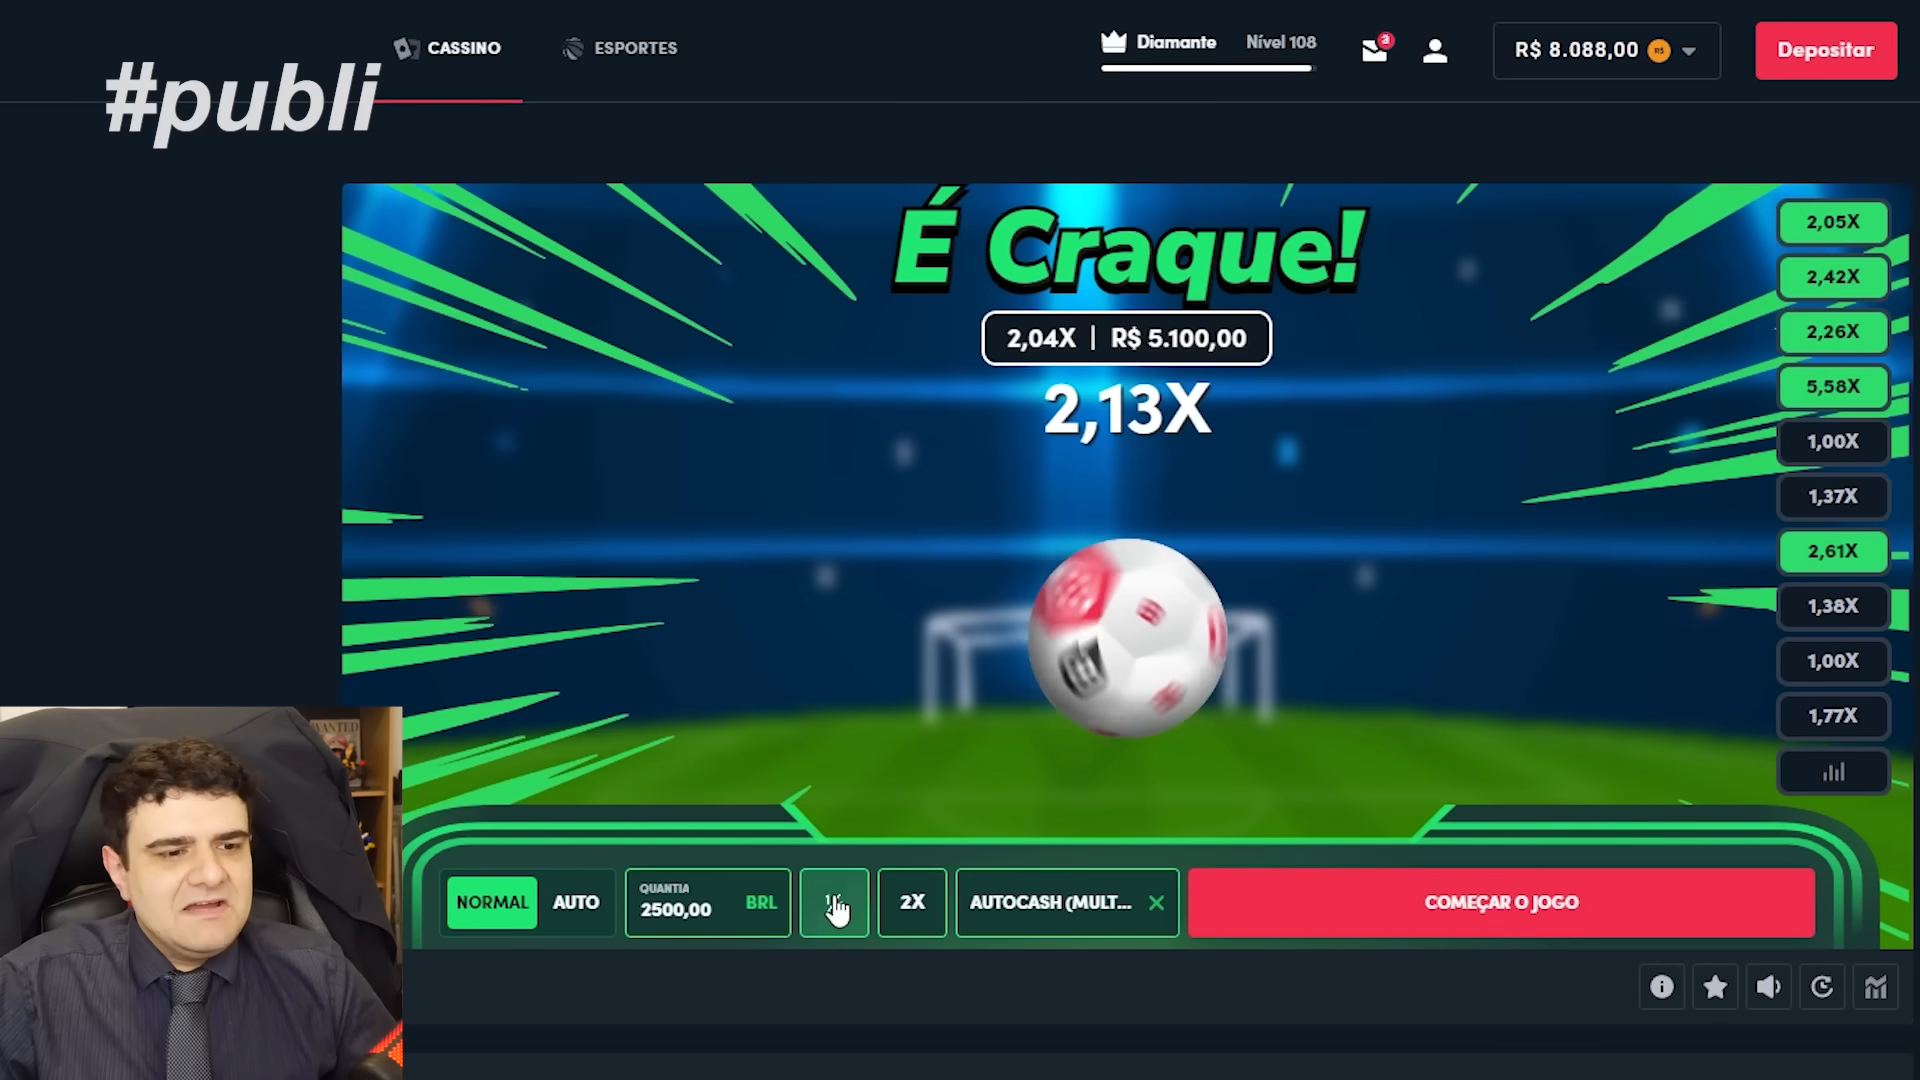 #publi
CASSINO
ESPORTES
Diamante Nível 108
a
R$ 8.088,00 R$
Depositar
É Craque!
2,04X | R$ 5.100,00
2,13X
2,05X
2,42X
2,26X
5,58X
1,00X
1,37X
2,61X
1,38X
1,00X
1,77X
WANTED
NORMAL AUTO
QUANTIA
2500,00 BRL
2X
AUTOCASH (MULT... ×
COMEÇAR O JOGO